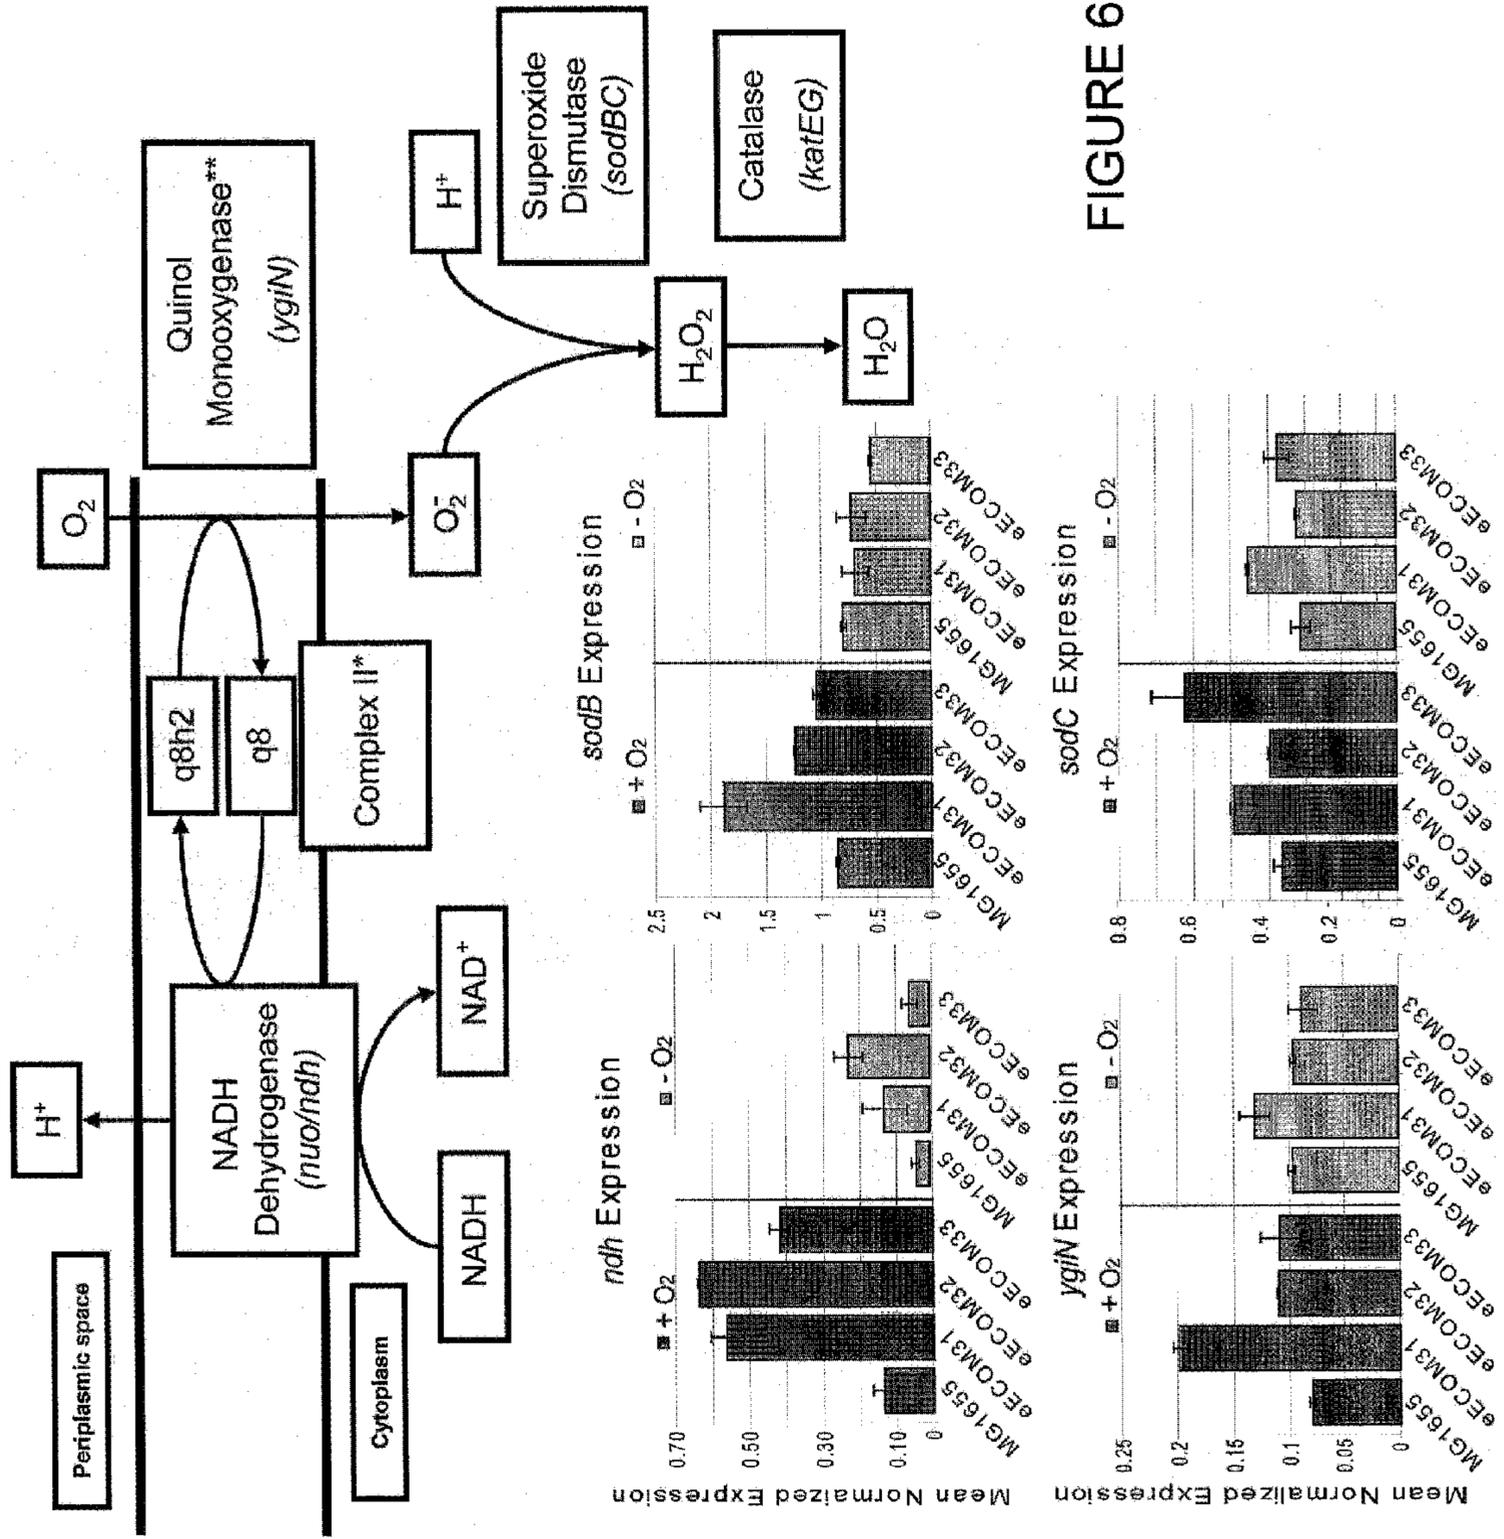 Periplasmic space
H+
O2
NADH
Dehydrogenase
(nuo/ndh)
q8h2
q8
Quinol
Monooxygenase**
(ygiN)
Complex II*
Cytoplasm
NADH
NAD+
O2-
H+
Superoxide
Dismutase
(sodBC)
H2O2
Catalase
(katEG)
H2O
ndh Expression
+ O2
- O2
Mean Normaized Expression
0.70
0.50
0.30
0.10
0
MG1655
eECOM31
eECOM32
eECOM33
MG1655
eECOM31
eECOM32
eECOM33
sodB Expression
+ O2
- O2
2.5
2
1.5
1
0.5
0
MG1655
eECOM31
eECOM32
eECOM33
MG1655
eECOM31
eECOM32
eECOM33
ygiN Expression
+ O2
- O2
Mean Normalized Expression
0.25
0.2
0.15
0.1
0.05
0
MG1655
eECOM31
eECOM32
eECOM33
MG1655
eECOM31
eECOM32
eECOM33
sodC Expression
+ O2
- O2
0.8
0.6
0.4
0.2
0
MG1655
eECOM31
eECOM32
eECOM33
MG1655
eECOM31
eECOM32
eECOM33
FIGURE 6